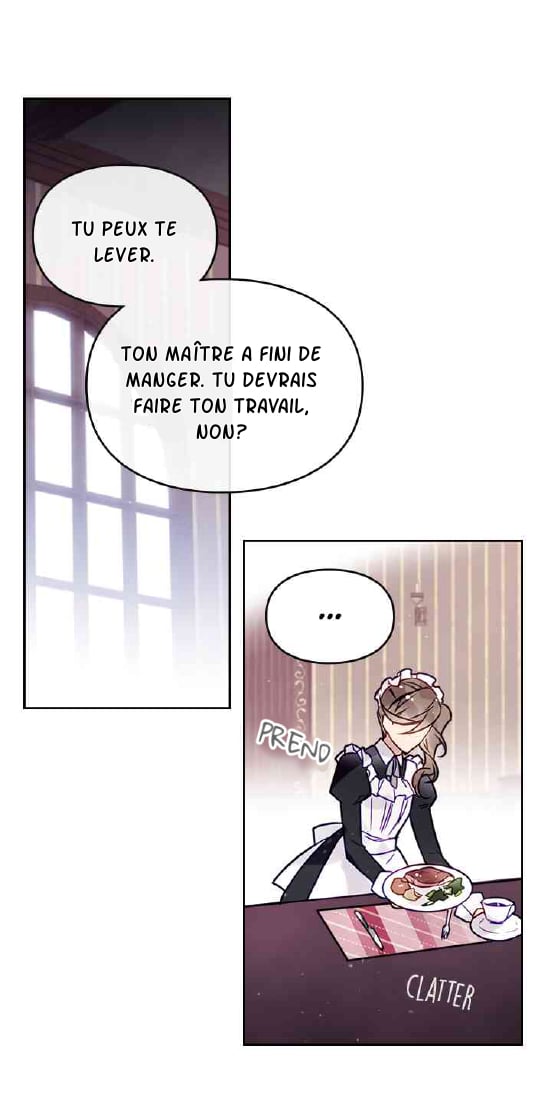 TU PEUX TE
LEVER.
TON MAÎTRE A FINI DE
MANGER. TU DEVRAIS
FAIRE TON TRAVAIL,
NON?
...
PREND
CLATTER